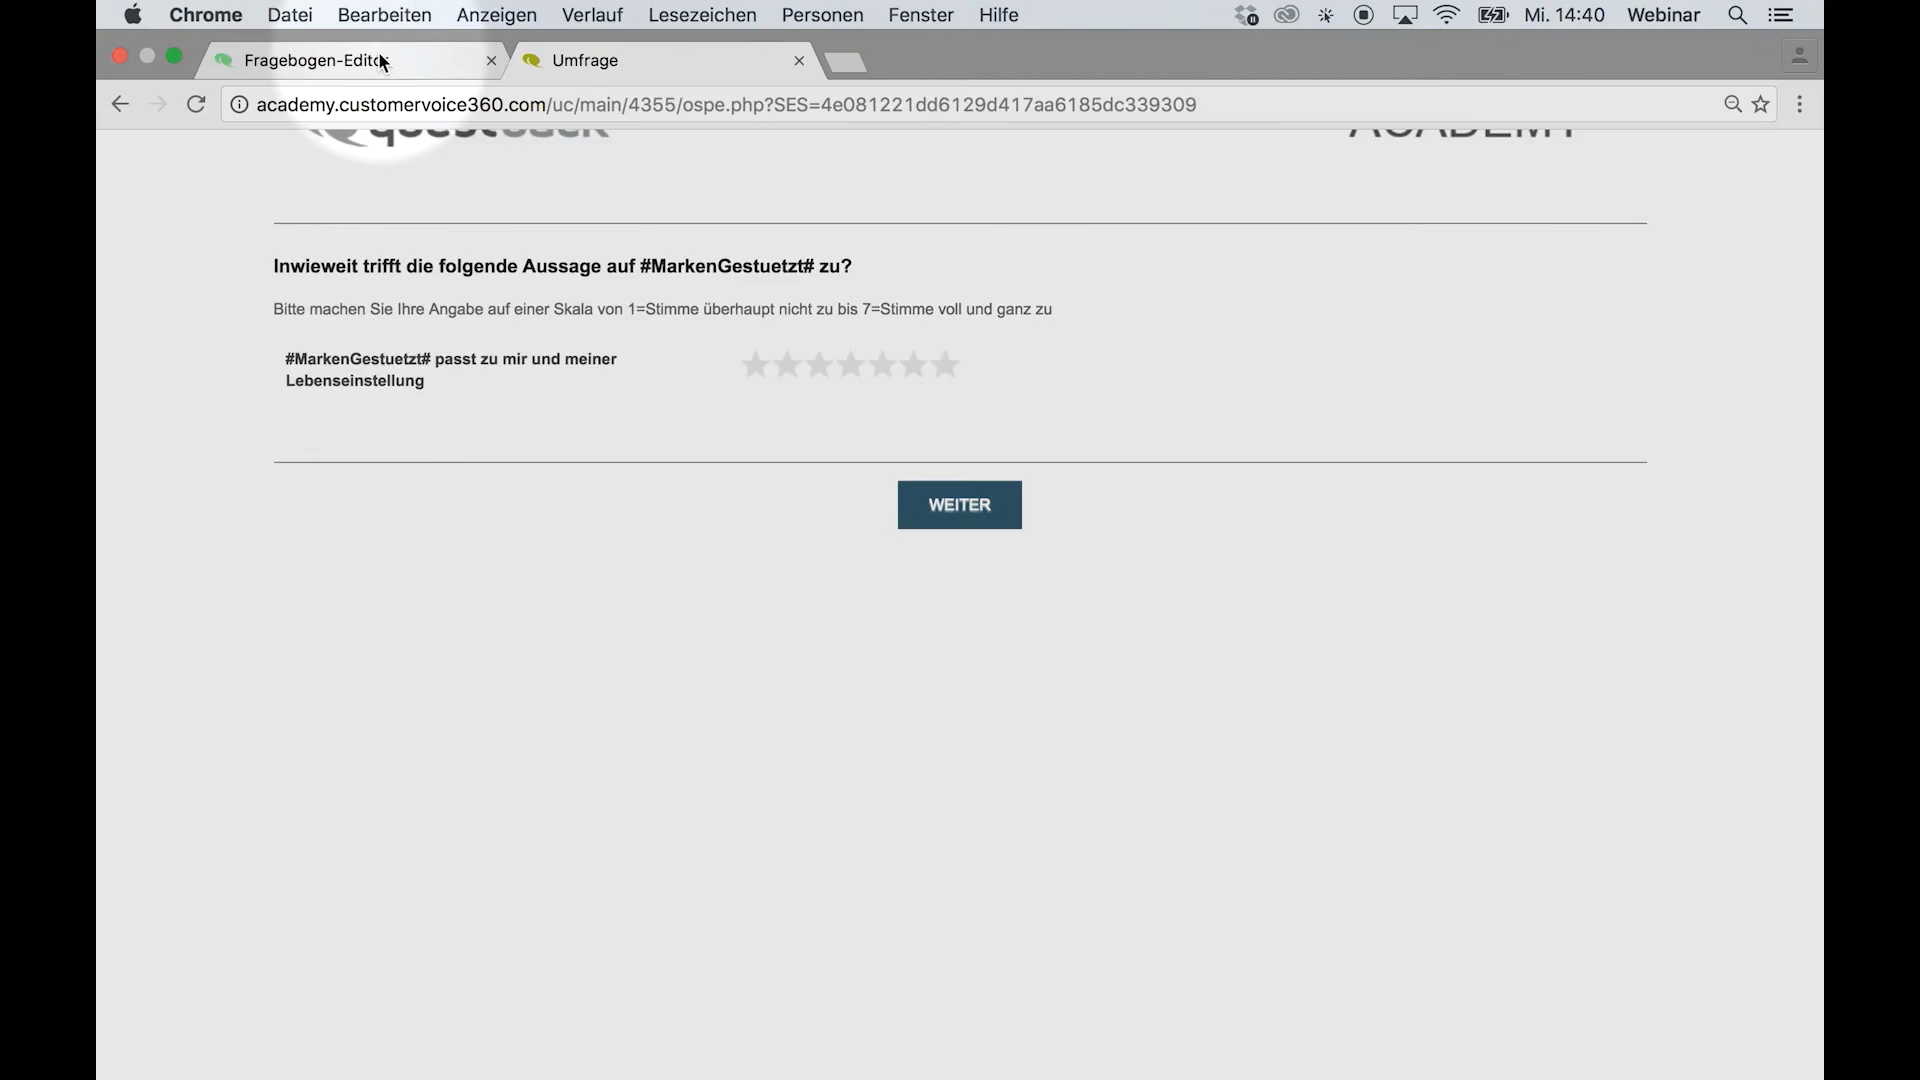 Chrome Datei Bearbeiten Anzeigen Verlauf Lesezeichen Personen Fenster Hilfe Mi. 14:40 Webinar
Fragebogen-Edito Umfrage
academy.customervoice360.com/uc/main/4355/ospe.php?SES=4e081221dd6129d417aa6185dc339309
questback ACADEMY
Inwieweit trifft die folgende Aussage auf #MarkenGestuetzt# zu?
Bitte machen Sie Ihre Angabe auf einer Skala von 1=Stimme überhaupt nicht zu bis 7=Stimme voll und ganz zu
#MarkenGestuetzt# passt zu mir und meiner
Lebenseinstellung
WEITER